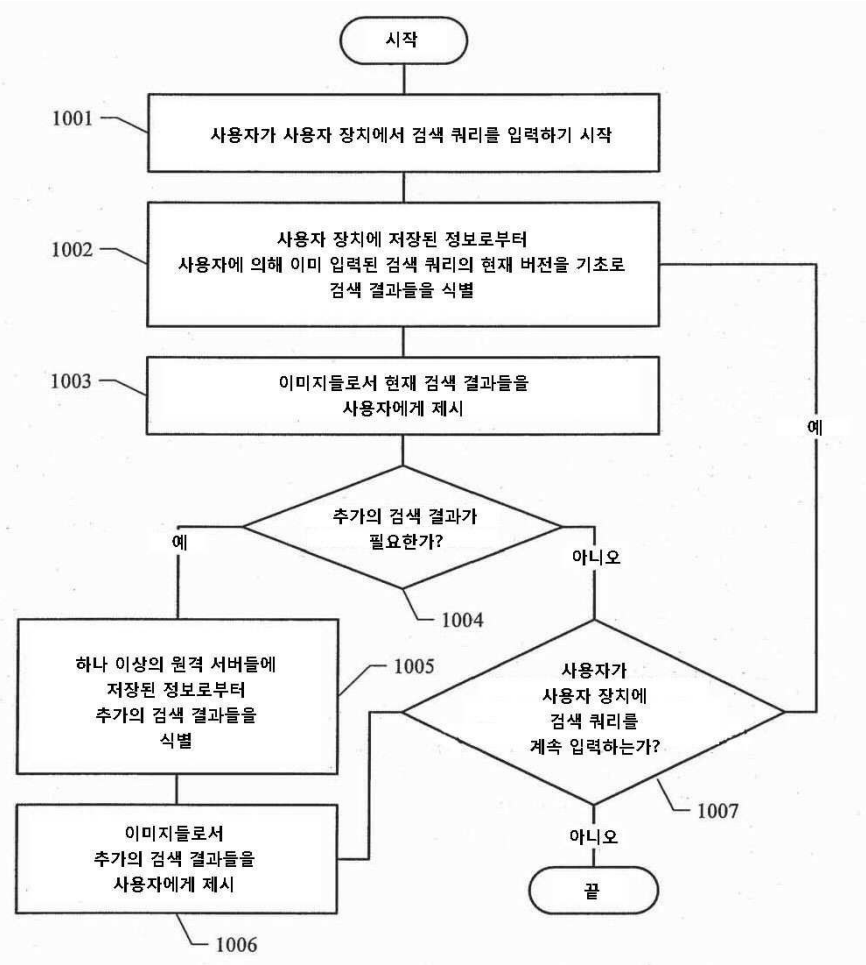 시작
1001
사용자가 사용자 장치에서 검색 쿼리를 입력하기 시작
1002
사용자 장치에 저장된 정보로부터
사용자에 의해 이미 입력된 검색 쿼리의 현재 버전을 기초로
검색 결과들을 식별
1003
이미지들로서 현재 검색 결과들을
사용자에게 제시
예
추가의 검색 결과가
필요한가?
예
아니오
1004
하나 이상의 원격 서버들에
저장된 정보로부터
추가의 검색 결과들을
식별
1005
사용자가
사용자 장치에
검색 쿼리를
계속 입력하는가?
1007
이미지들로서
추가의 검색 결과들을
사용자에게 제시
1006
아니오
끝